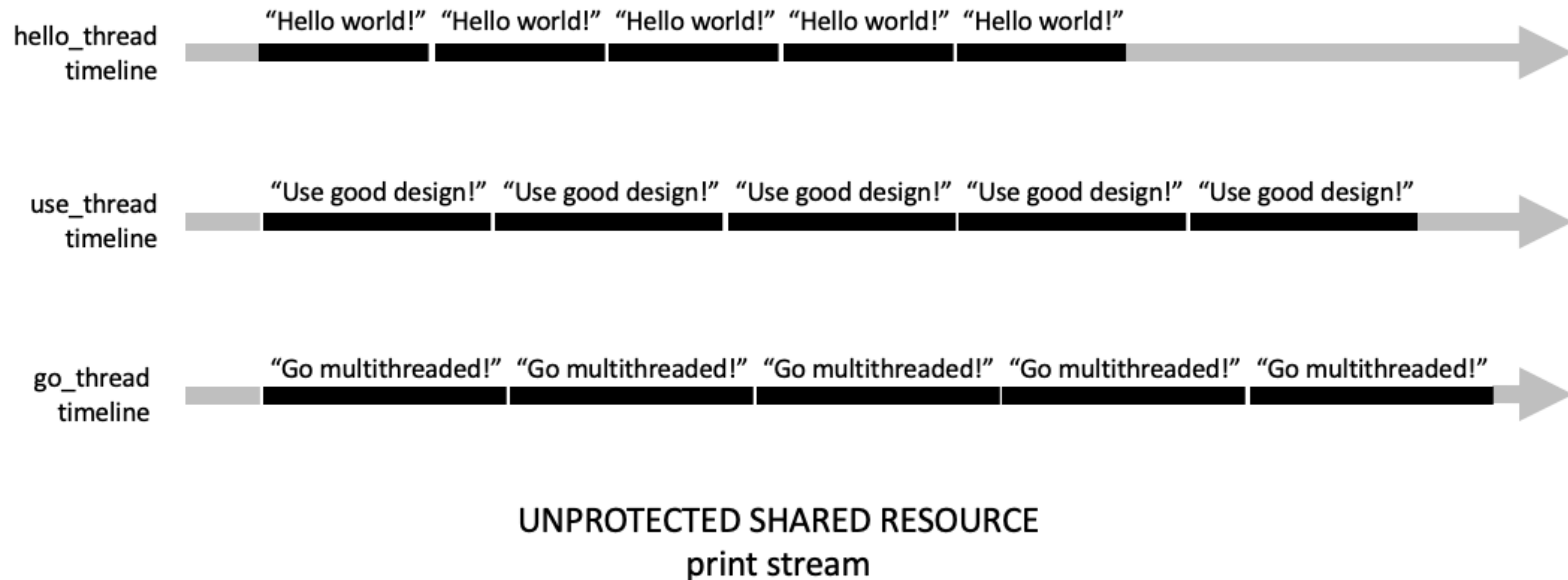 “Hello world!” “Hello world!” “Hello world!” “Hello world!” “Hello world!”
hello_thread
timeline
“Use good design!” “Use good design!” “Use good design!” “Use good design!” “Use good design!”
use_thread
timeline
“Go multithreaded!” “Go multithreaded!” “Go multithreaded!” “Go multithreaded!” “Go multithreaded!”
go_thread
timeline
UNPROTECTED SHARED RESOURCE
print stream